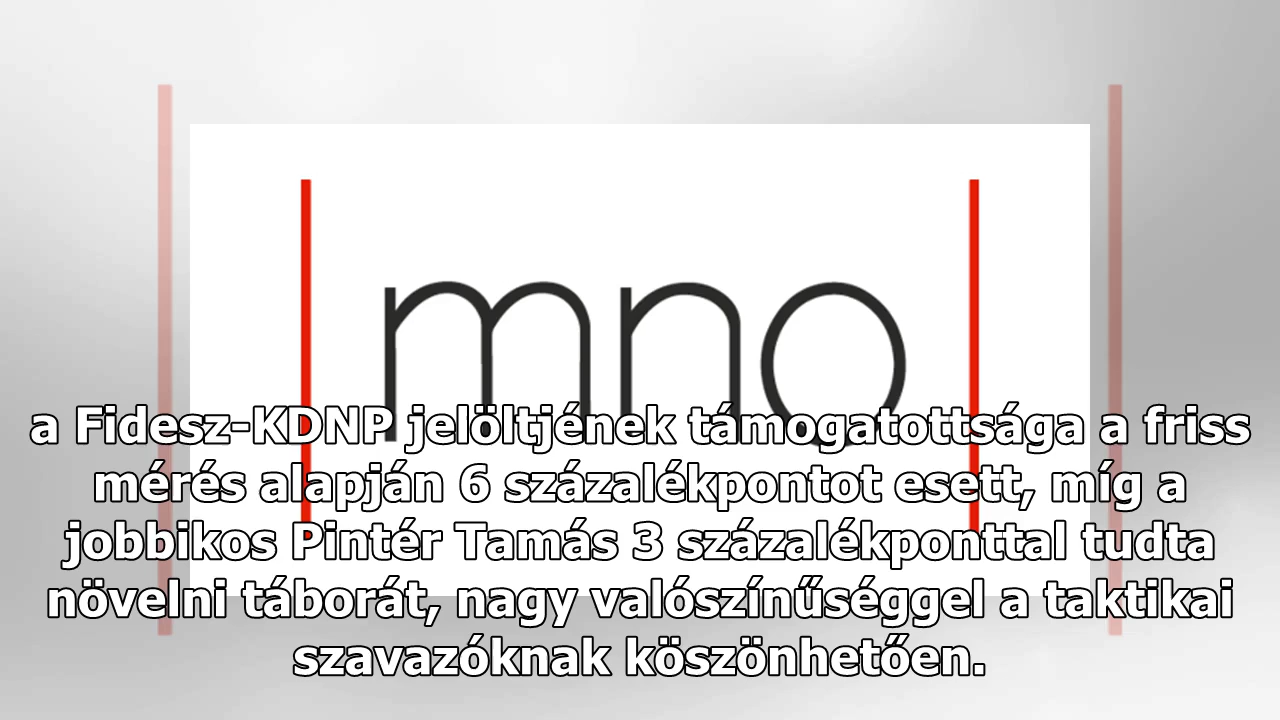 mno
a Fidesz-KDNP jelöltjének támogatottsága a friss
mérés alapján 6 százalékpontot esett, míg a
jobbikos Pintér Tamás 3 százalékponttal tudta
növelni táborát, nagy valószínűséggel a taktikai
szavazóknak köszönhetően.